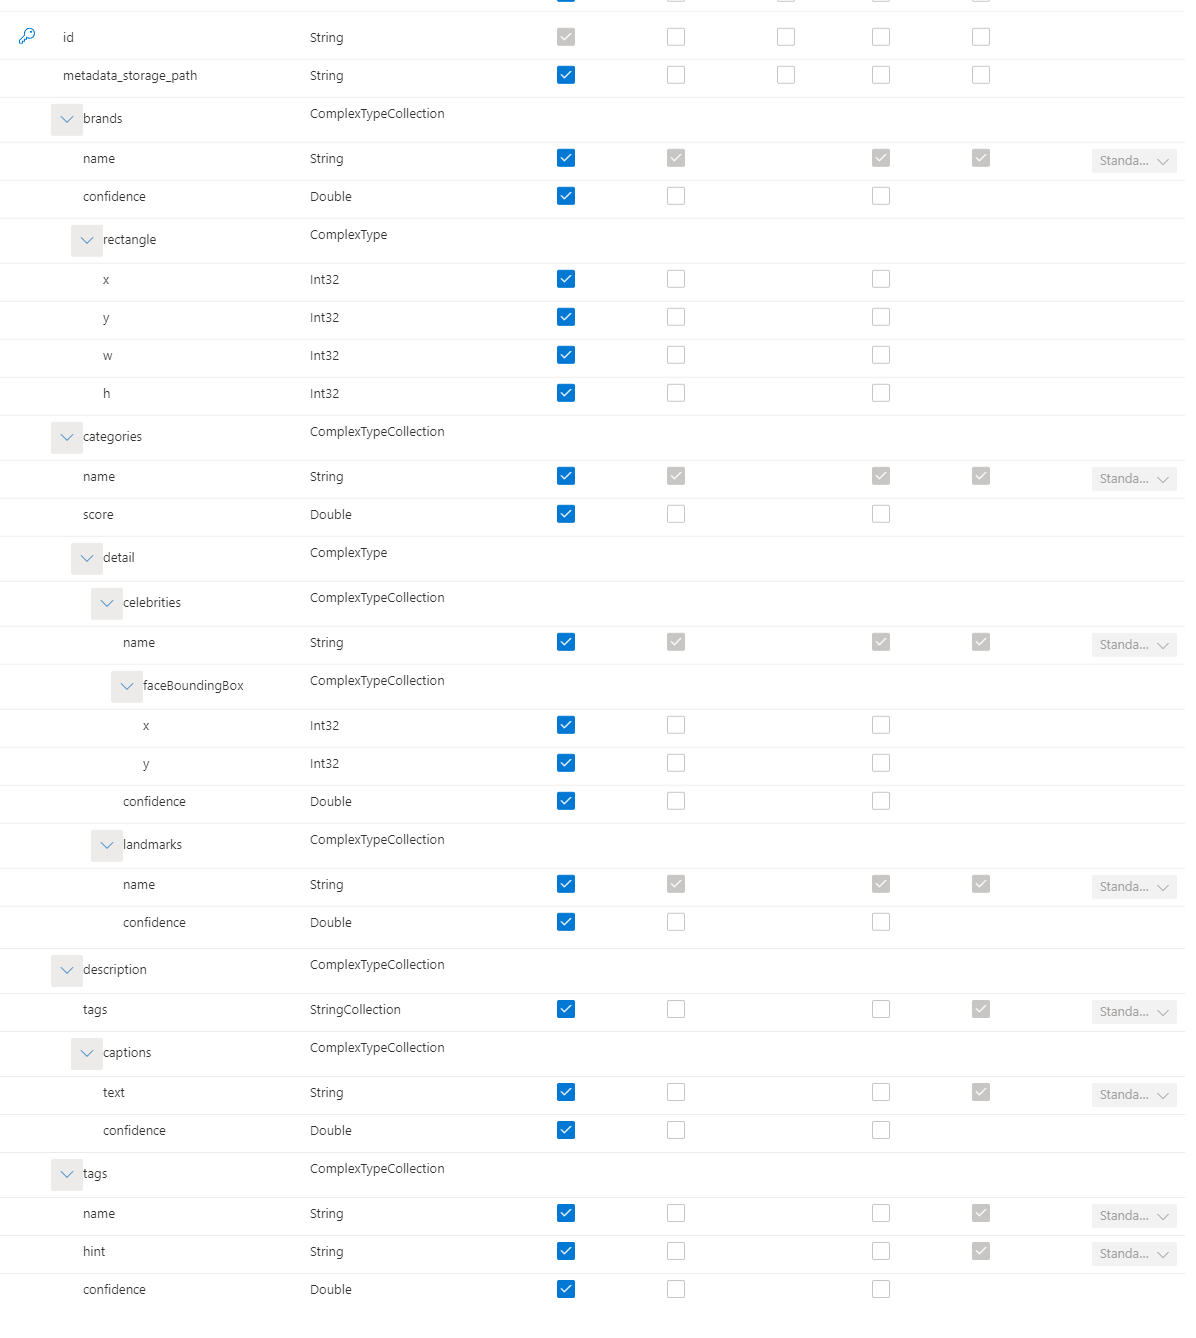 id String
metadata_storage_path String
brands ComplexTypeCollection
name String Standa...
confidence Double
rectangle ComplexType
x Int32
y Int32
w Int32
h Int32
categories ComplexTypeCollection
name String Standa...
score Double
detail ComplexType
celebrities ComplexTypeCollection
name String Standa...
faceBoundingBox ComplexTypeCollection
x Int32
y Int32
confidence Double
landmarks ComplexTypeCollection
name String Standa...
confidence Double
description ComplexTypeCollection
tags StringCollection Standa...
captions ComplexTypeCollection
text String Standa...
confidence Double
tags ComplexTypeCollection
name String Standa...
hint String Standa...
confidence Double